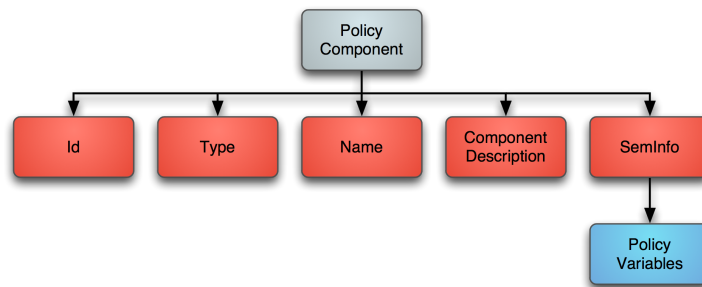 Policy
Component
Id
Type
Name
Component
Description
SemInfo
Policy
Variables